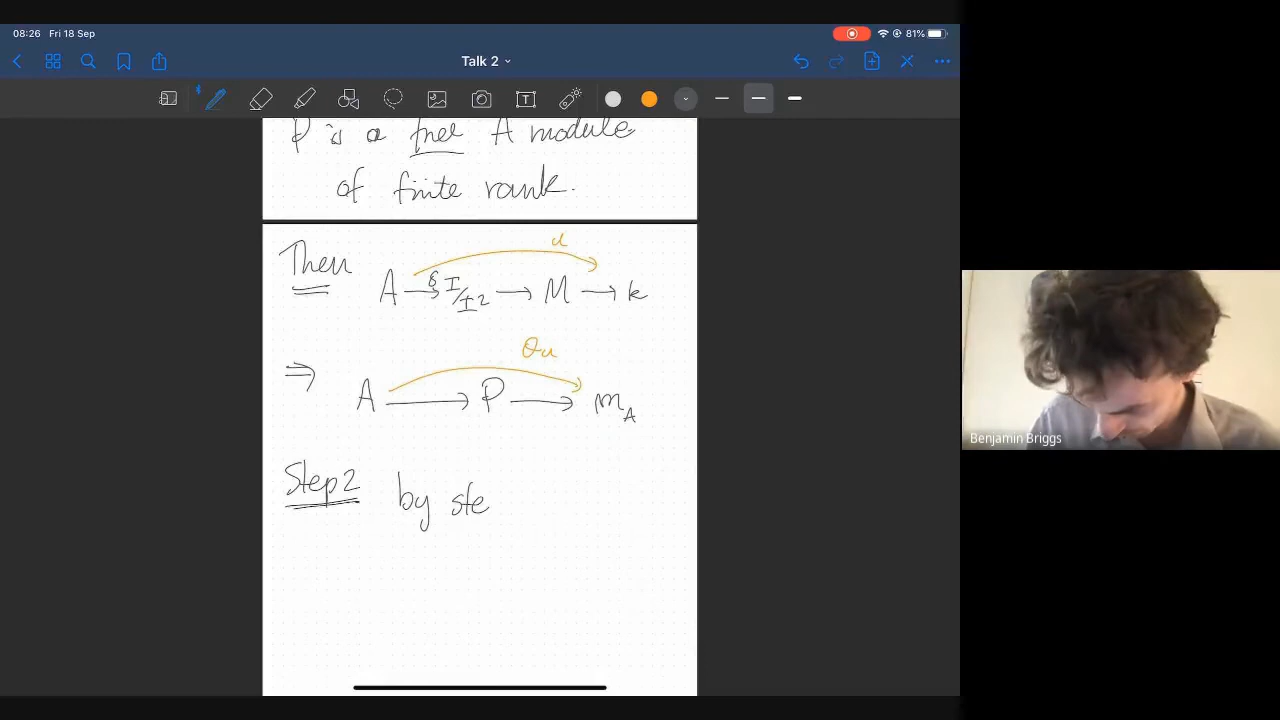 08:26 Fri 18 Sep
81%
Talk 2
T
P is a free A module
of finite rank.
Then A → I/I² → M → k
α
⇒ A → P → m_A
θα
Step 2 by ste
Benjamin Briggs